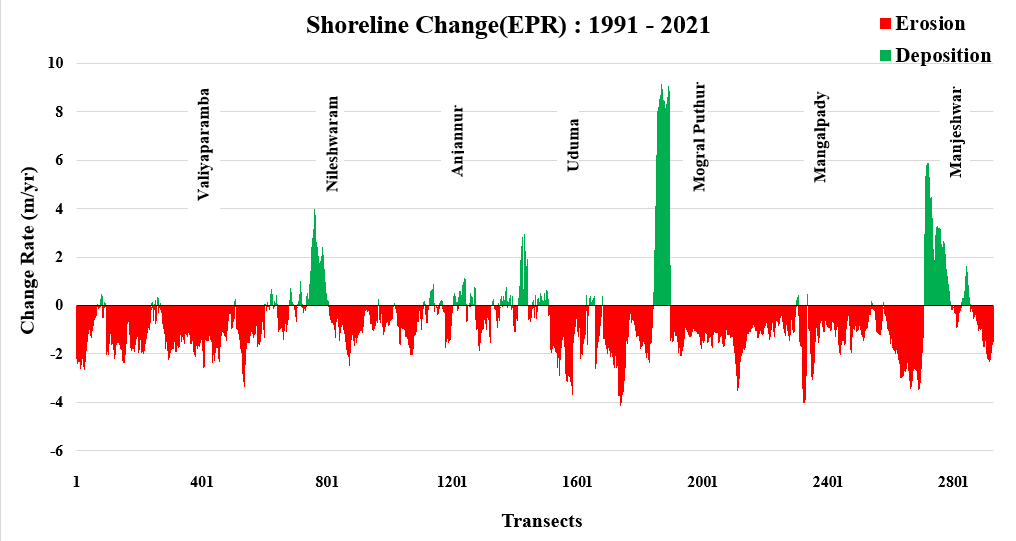 Shoreline Change(EPR) : 1991 - 2021
Erosion
Deposition
Change Rate (m/yr)
10
8
6
4
2
0
-2
-4
-6
Valiyaparamba
Nileshwaram
Anjannur
Uduma
Mogral Puthur
Mangalpady
Manjeshwar
1 401 801 1201 1601 2001 2401 2801
Transects